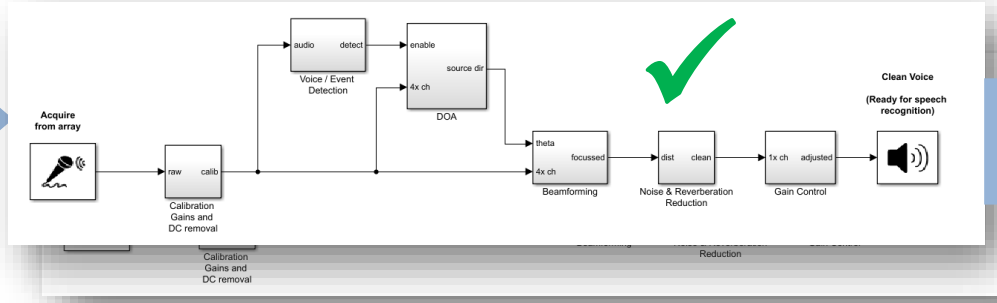 Acquire
from array
raw
calib
Calibration
Gains and
DC removal
audio
detect
Voice / Event
Detection
enable
source dir
4x ch
DOA
theta
focussed
4x ch
Beamforming
dist
clean
Noise & Reverberation
Reduction
1x ch
adjusted
Gain Control
Clean Voice
(Ready for speech
recognition)
Calibration
Gains and
DC removal
Reduction